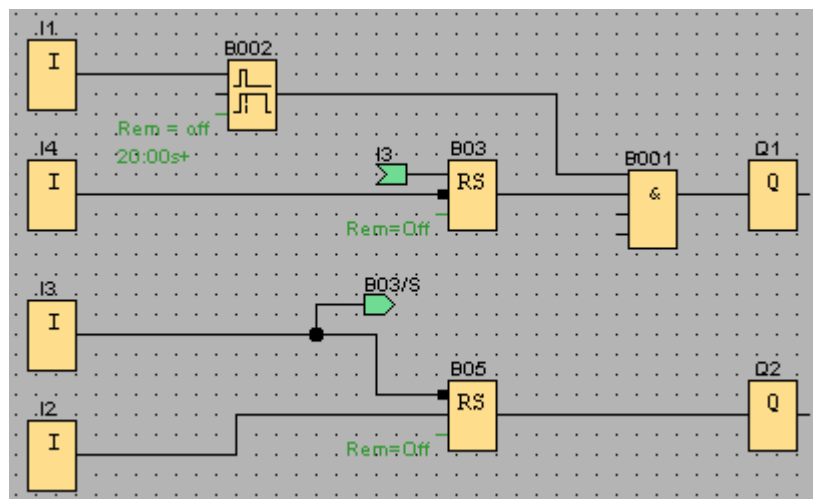 I1
I
B002
Rem = off
20:00s+
I4
I
I3
B03
RS
Rem=Off
B001
&
Q1
Q
I3
I
B03/S
B05
RS
Rem=Off
Q2
Q
I2
I